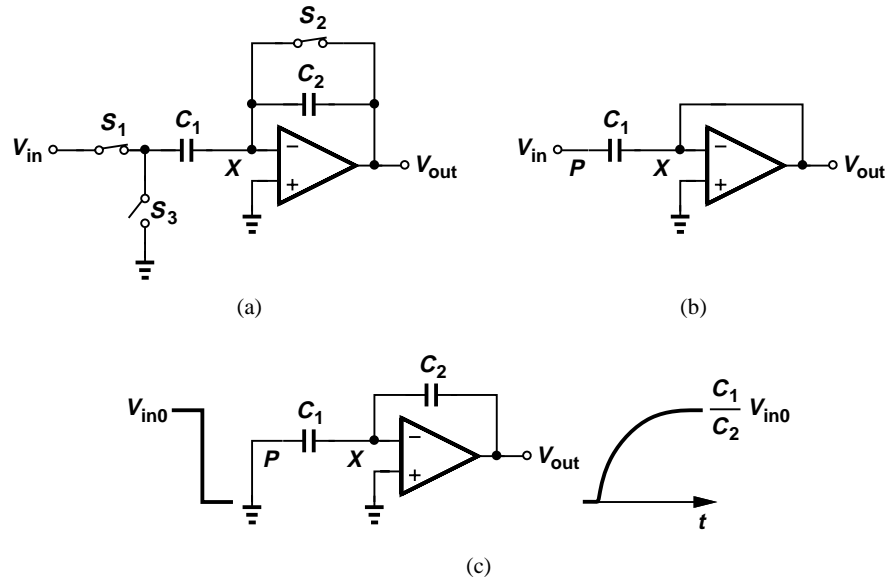 S2
C2
Vin
S1
C1
X
−
+
Vout
S3
(a)
Vin
P
C1
X
−
+
Vout
(b)
Vin0
P
C1
X
C2
−
+
Vout
C1
C2
Vin0
t
(c)